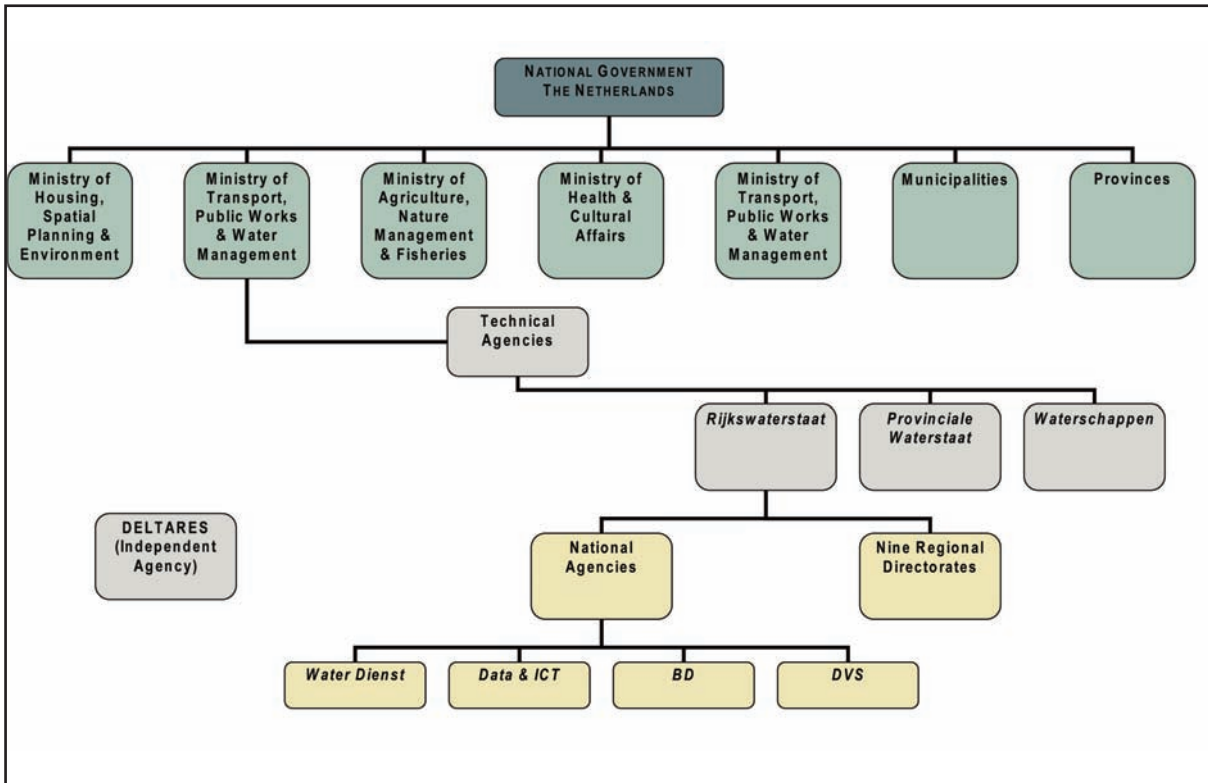 NATIONAL GOVERNMENT
THE NETHERLANDS
Ministry of
Housing,
Spatial
Planning &
Environment
Ministry of
Transport,
Public Works
& Water
Management
Ministry of
Agriculture,
Nature
Management
& Fisheries
Ministry of
Health &
Cultural
Affairs
Ministry of
Transport,
Public Works
& Water
Management
Municipalities
Provinces
Technical
Agencies
Rijkswaterstaat
Provinciale
Waterstaat
Waterschappen
DELTARES
(Independent
Agency)
National
Agencies
Nine Regional
Directorates
Water Dienst
Data & ICT
BD
DVS